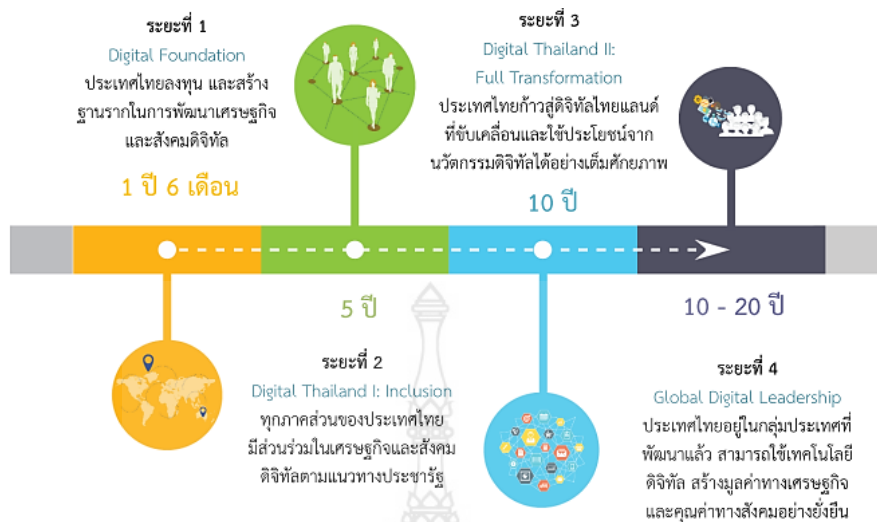 ระยะที่ 1
Digital Foundation
ประเทศไทยลงทุน และสร้าง
ฐานรากในการพัฒนาเศรษฐกิจ
และสังคมดิจิทัล
1 ปี 6 เดือน
5 ปี
ระยะที่ 2
Digital Thailand I: Inclusion
ทุกภาคส่วนของประเทศไทย
มีส่วนร่วมในเศรษฐกิจและสังคม
ดิจิทัลตามแนวทางประชารัฐ
ระยะที่ 3
Digital Thailand II:
Full Transformation
ประเทศไทยก้าวสู่ดิจิทัลไทยแลนด์
ที่ขับเคลื่อนและใช้ประโยชน์จาก
นวัตกรรมดิจิทัลได้อย่างเต็มศักยภาพ
10 ปี
10 - 20 ปี
ระยะที่ 4
Global Digital Leadership
ประเทศไทยอยู่ในกลุ่มประเทศที่
พัฒนาแล้ว สามารถใช้เทคโนโลยี
ดิจิทัล สร้างมูลค่าทางเศรษฐกิจ
และคุณค่าทางสังคมอย่างยั่งยืน